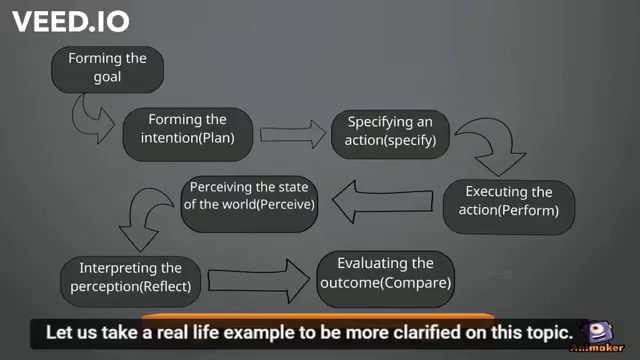 VEED.IO
Forming the
goal
Forming the
intention(Plan)
Specifying an
action(specify)
Executing the
action(Perform)
Perceiving the state
of the world(Perceive)
Interpreting the
perception(Reflect)
Evaluating the
outcome(Compare)
Let us take a real life example to be more clarified on this topic.
Animaker